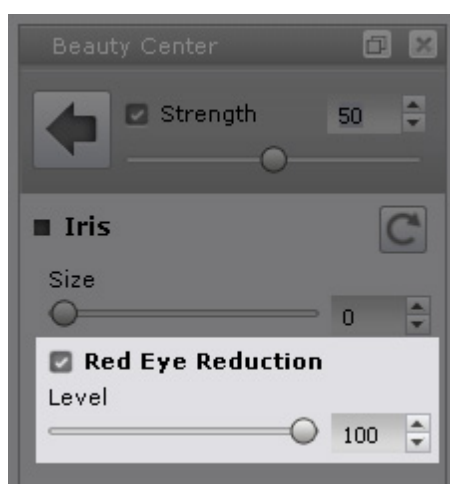 Beauty Center
Strength 50
Iris
Size
0
Red Eye Reduction
Level
100